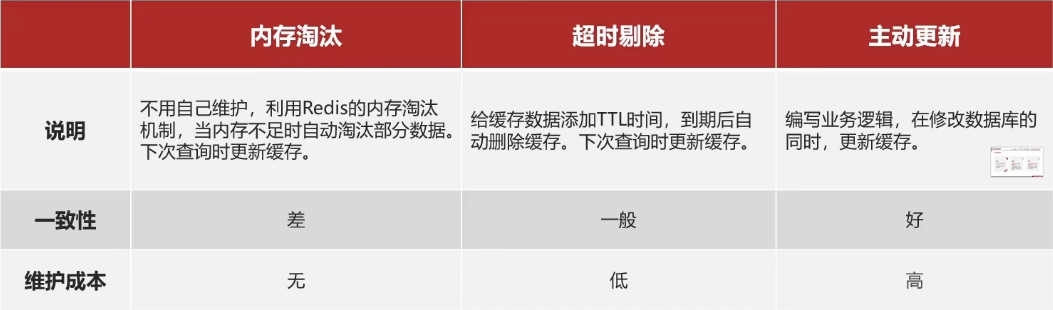 内存淘汰
超时剔除
主动更新
说明
不用自己维护，利用Redis的内存淘汰
机制，当内存不足时自动淘汰部分数据。
下次查询时更新缓存。
给缓存数据添加TTL时间，到期后自
动删除缓存。下次查询时更新缓存。
编写业务逻辑，在修改数据库的
同时，更新缓存。
一致性
差
一般
好
维护成本
无
低
高